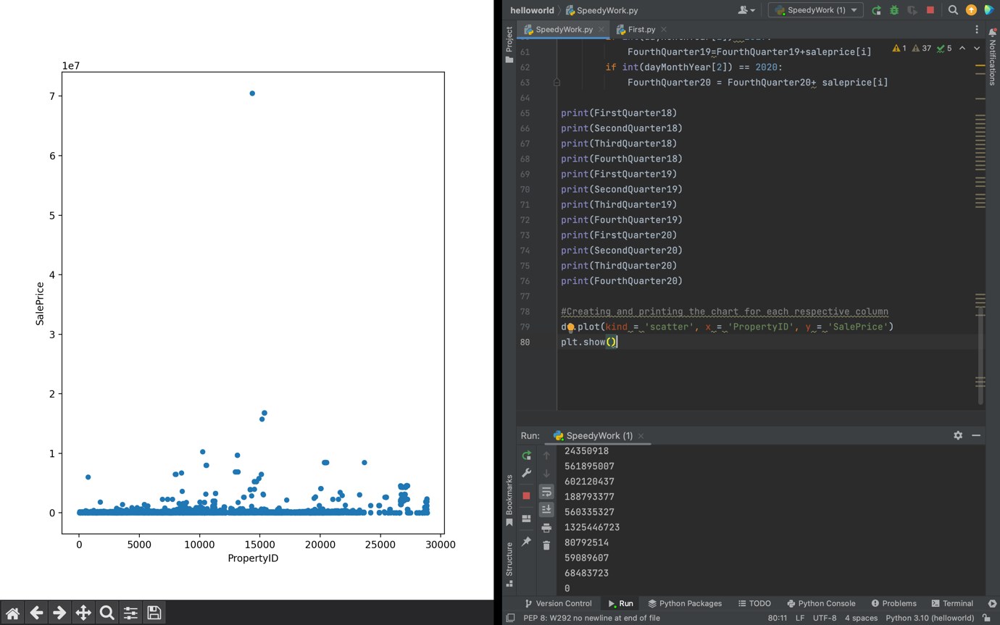 1e7
7
6
5
4
3
2
1
0
SalePrice
0 5000 10000 15000 20000 25000 30000
PropertyID
helloworld SpeedyWork.py SpeedyWork (1)
SpeedyWork.py First.py
Project
Notifications
1 37 5
61 FourthQuarter19=FourthQuarter19+saleprice[i]
62 if int(dayMonthYear[2]) == 2020:
63 FourthQuarter20 = FourthQuarter20+ saleprice[i]
64
65 print(FirstQuarter18)
66 print(SecondQuarter18)
67 print(ThirdQuarter18)
68 print(FourthQuarter18)
69 print(FirstQuarter19)
70 print(SecondQuarter19)
71 print(ThirdQuarter19)
72 print(FourthQuarter19)
73 print(FirstQuarter20)
74 print(SecondQuarter20)
75 print(ThirdQuarter20)
76 print(FourthQuarter20)
77
78 #Creating and printing the chart for each respective column
79 d .plot(kind = 'scatter', x = 'PropertyID', y = 'SalePrice')
80 plt.show()
Run: SpeedyWork (1)
24350918
561895007
602120437
188793377
560335327
1325446723
80792514
59089607
68483723
0
Bookmarks
Structure
Version Control Run Python Packages TODO Python Console Problems Terminal
PEP 8: W292 no newline at end of file 80:11 LF UTF-8 4 spaces Python 3.10 (helloworld)